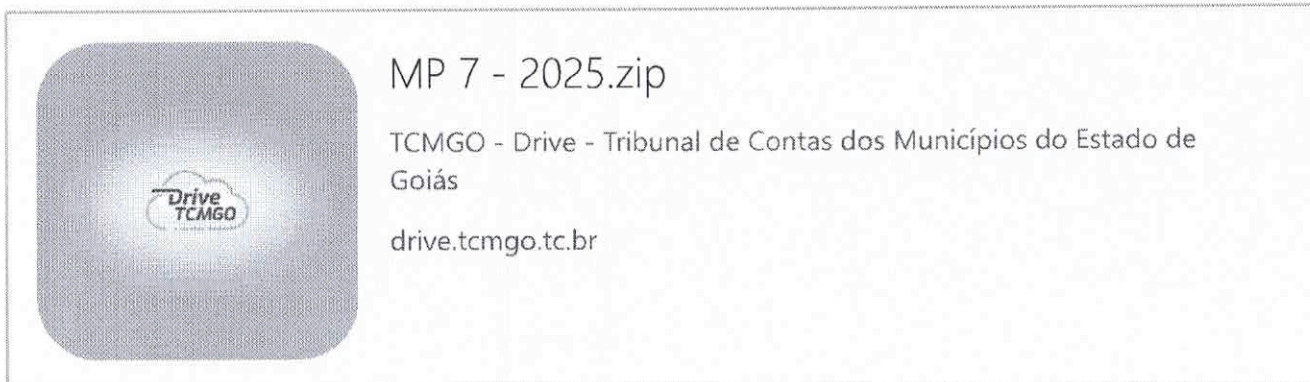 Drive
TCMGO
MP 7 - 2025.zip
TCMGO - Drive - Tribunal de Contas dos Municípios do Estado de
Goiás
drive.tcmgo.tc.br